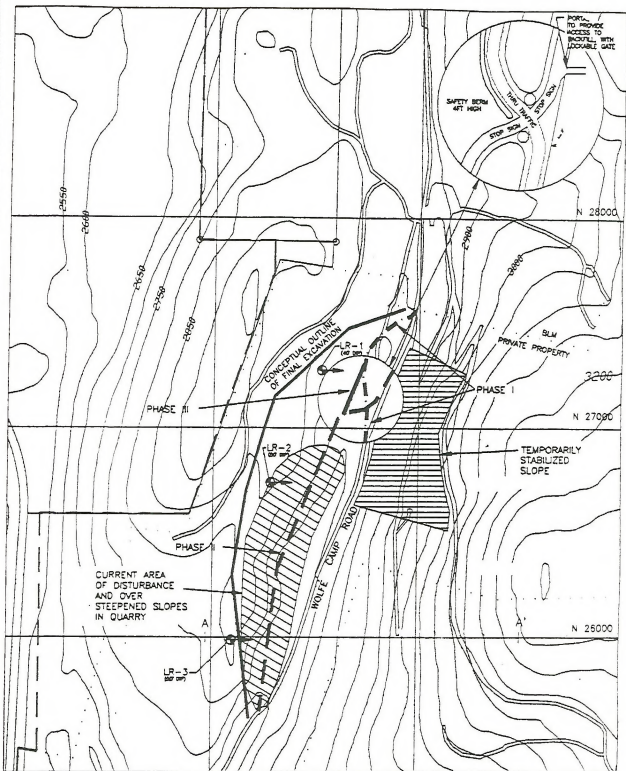 PORTAL
TO PROVIDE
ACCESS TO
BACKFILL WITH
LOCKABLE GATE
SAFETY BERM
4FT HIGH
THRU TRAFFIC
STOP SIGN
STOP SIGN
2550
2600
2650
2750
2850
2900
3000
3200
N 28000
CONCEPTUAL OUTLINE
OF FINAL EXCAVATION
LR-1
BLM
PRIVATE PROPERTY
PHASE III
PHASE I
N 27000
LR-2
TEMPORARILY
STABILIZED
SLOPE
PHASE II
WOLFE CAMP ROAD
CURRENT AREA
OF DISTURBANCE
AND OVER
STEEPENED SLOPES
IN QUARRY
A
A'
N 25000
LR-3